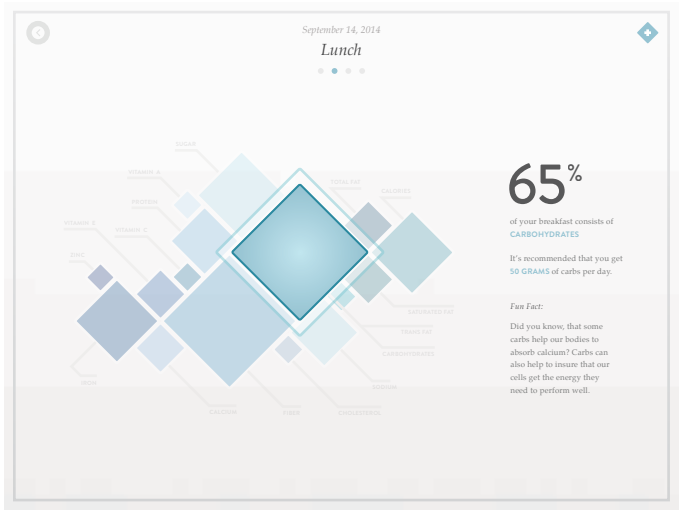 September 14, 2014
Lunch
SUGAR
VITAMIN A
PROTEIN
VITAMIN C
ZINC
TOTAL FAT
CALORIES
65%
of your breakfast consists of
CARBOHYDRATES
It's recommended that you get
50 GRAMS of carbs per day.
Fun Fact:
Did you know, that some
carbs help our bodies to
absorb calcium? Carbs can
also help to insure that our
cells get the energy they
need to perform well.
SATURATED FAT
TRANS FAT
CARBOHYDRATES
SODIUM
IRON
CALCIUM
FIBER
CHOLESTEROL